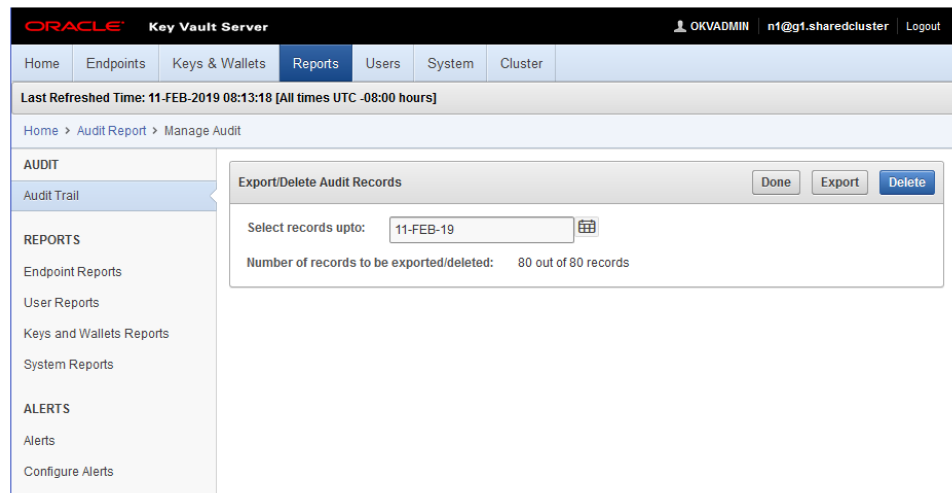 ORACLE Key Vault Server OKVADMIN n1@g1.sharedcluster Logout
Home Endpoints Keys & Wallets Reports Users System Cluster
Last Refreshed Time: 11-FEB-2019 08:13:18 [All times UTC -08:00 hours]
Home > Audit Report > Manage Audit
AUDIT
Audit Trail
REPORTS
Endpoint Reports
User Reports
Keys and Wallets Reports
System Reports
ALERTS
Alerts
Configure Alerts
Export/Delete Audit Records Done Export Delete
Select records upto: 11-FEB-19
Number of records to be exported/deleted: 80 out of 80 records